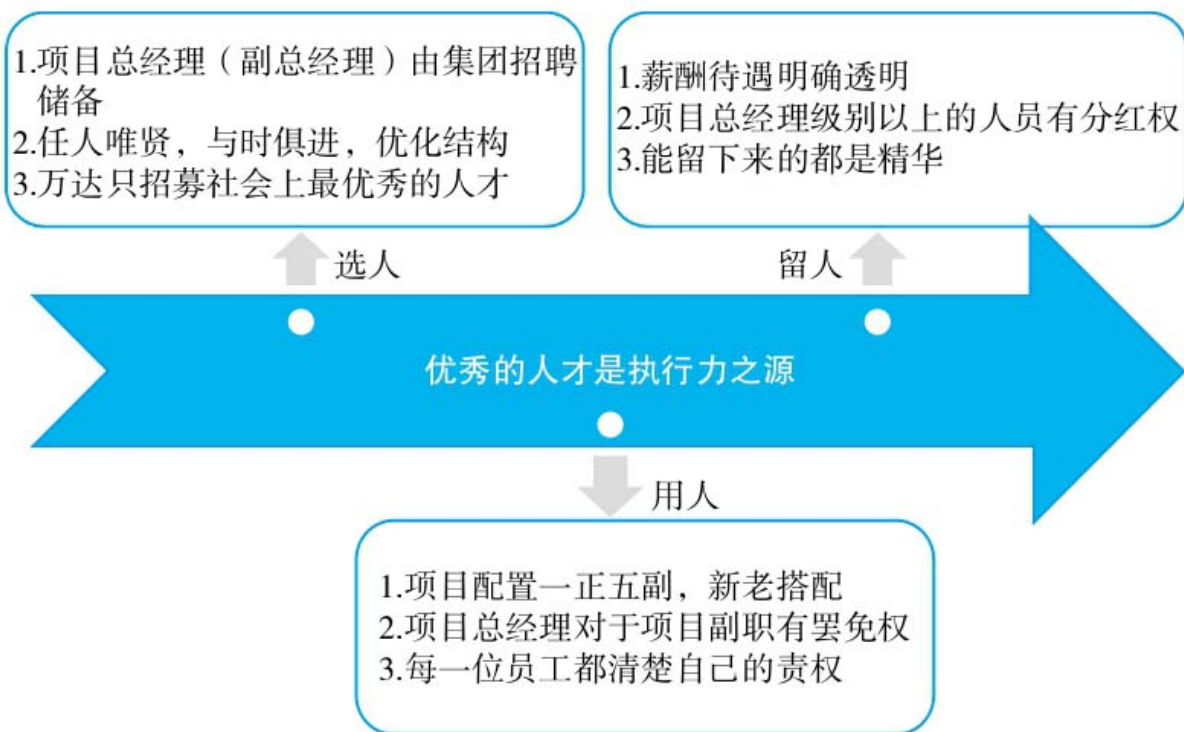 1.项目总经理（副总经理）由集团招聘
储备
2.任人唯贤，与时俱进，优化结构
3.万达只招募社会上最优秀的人才
选人
1.薪酬待遇明确透明
2.项目总经理级别以上的人员有分红权
3.能留下来的都是精华
留人
优秀的人才是执行力之源
用人
1.项目配置一正五副，新老搭配
2.项目总经理对于项目副职有罢免权
3.每一位员工都清楚自己的责权